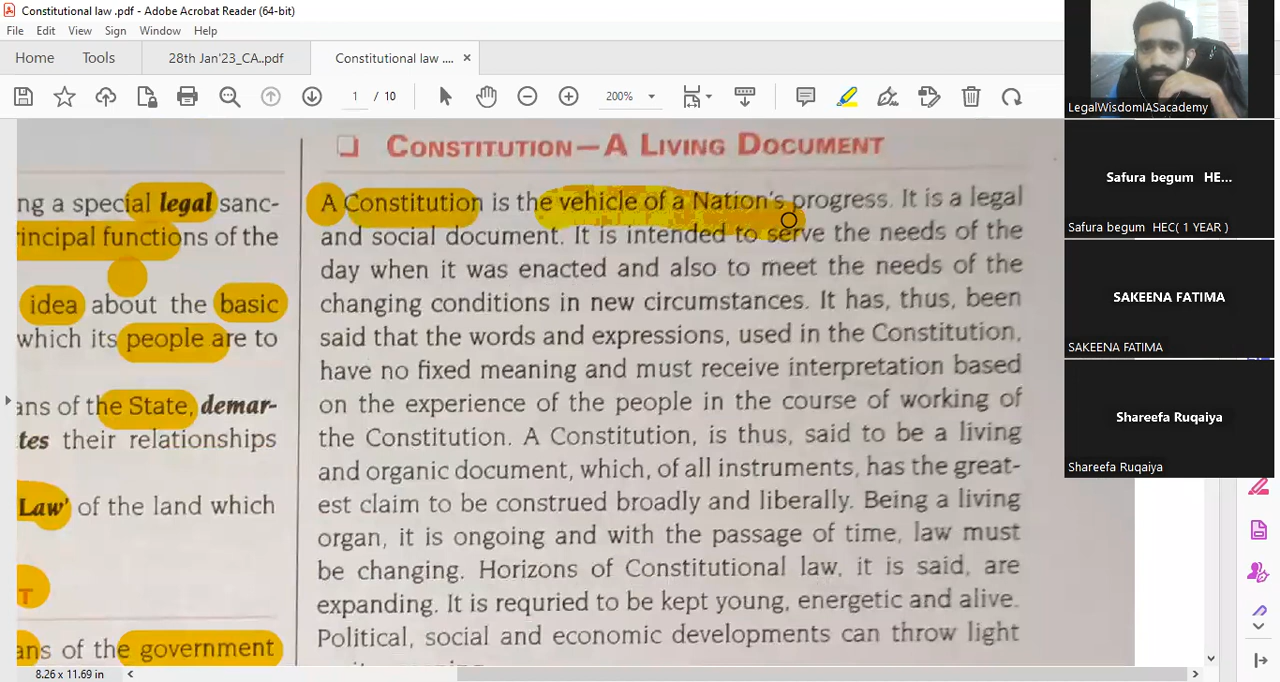 Constitutional law .pdf - Adobe Acrobat Reader (64-bit)
File Edit View Sign Window Help
Home Tools 28th Jan'23_CA..pdf Constitutional law .... ×
1 / 10 200%
ng a special legal sanc-
rincipal functions of the
idea about the basic
which its people are to
ans of the State, demar-
tes their relationships
Law' of the land which
T
ans of the government
CONSTITUTION—A LIVING DOCUMENT
A Constitution is the vehicle of a Nation's progress. It is a legal
and social document. It is intended to serve the needs of the
day when it was enacted and also to meet the needs of the
changing conditions in new circumstances. It has, thus, been
said that the words and expressions, used in the Constitution,
have no fixed meaning and must receive interpretation based
on the experience of the people in the course of working of
the Constitution. A Constitution, is thus, said to be a living
and organic document, which, of all instruments, has the great-
est claim to be construed broadly and liberally. Being a living
organ, it is ongoing and with the passage of time, law must
be changing. Horizons of Constitutional law, it is said, are
expanding. It is requried to be kept young, energetic and alive.
Political, social and economic developments can throw light
8.26 x 11.69 in
LegalWisdomIASacademy
Safura begum HE...
Safura begum HEC( 1 YEAR )
SAKEENA FATIMA
SAKEENA FATIMA
Shareefa Ruqaiya
Shareefa Ruqaiya